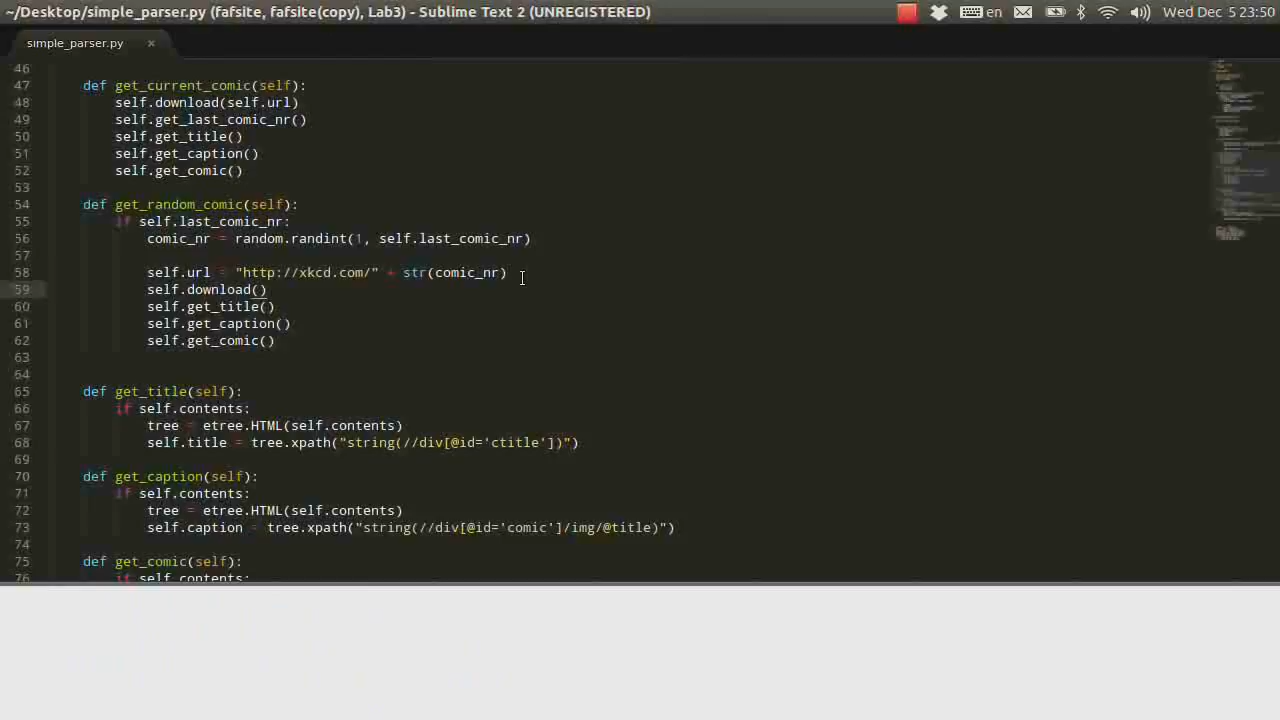 ~/Desktop/simple_parser.py (fafsite, fafsite(copy), Lab3) - Sublime Text 2 (UNREGISTERED)
en
Wed Dec 5 23:50
simple_parser.py ×
46
47 def get_current_comic(self):
48 self.download(self.url)
49 self.get_last_comic_nr()
50 self.get_title()
51 self.get_caption()
52 self.get_comic()
53
54 def get_random_comic(self):
55 if self.last_comic_nr:
56 comic_nr = random.randint(1, self.last_comic_nr)
57
58 self.url = "http://xkcd.com/" + str(comic_nr)
59 self.download()
60 self.get_title()
61 self.get_caption()
62 self.get_comic()
63
64
65 def get_title(self):
66 if self.contents:
67 tree = etree.HTML(self.contents)
68 self.title = tree.xpath("string(//div[@id='ctitle'])")
69
70 def get_caption(self):
71 if self.contents:
72 tree = etree.HTML(self.contents)
73 self.caption = tree.xpath("string(//div[@id='comic']/img/@title)")
74
75 def get_comic(self):
76 if self.contents: